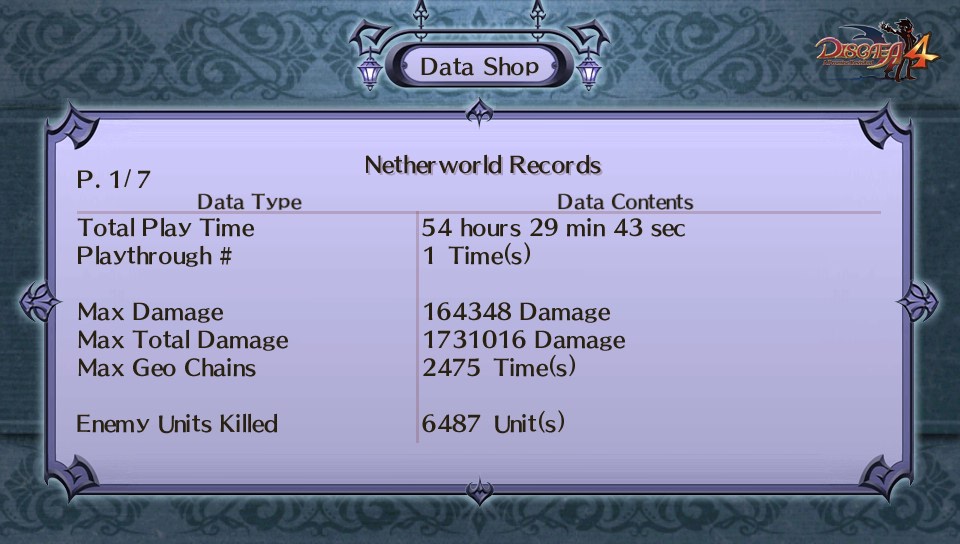 Data Shop
DISGAEA 4
Netherworld Records
P. 1/7
Data Type Data Contents
Total Play Time 54 hours 29 min 43 sec
Playthrough # 1 Time(s)
Max Damage 164348 Damage
Max Total Damage 1731016 Damage
Max Geo Chains 2475 Time(s)
Enemy Units Killed 6487 Unit(s)